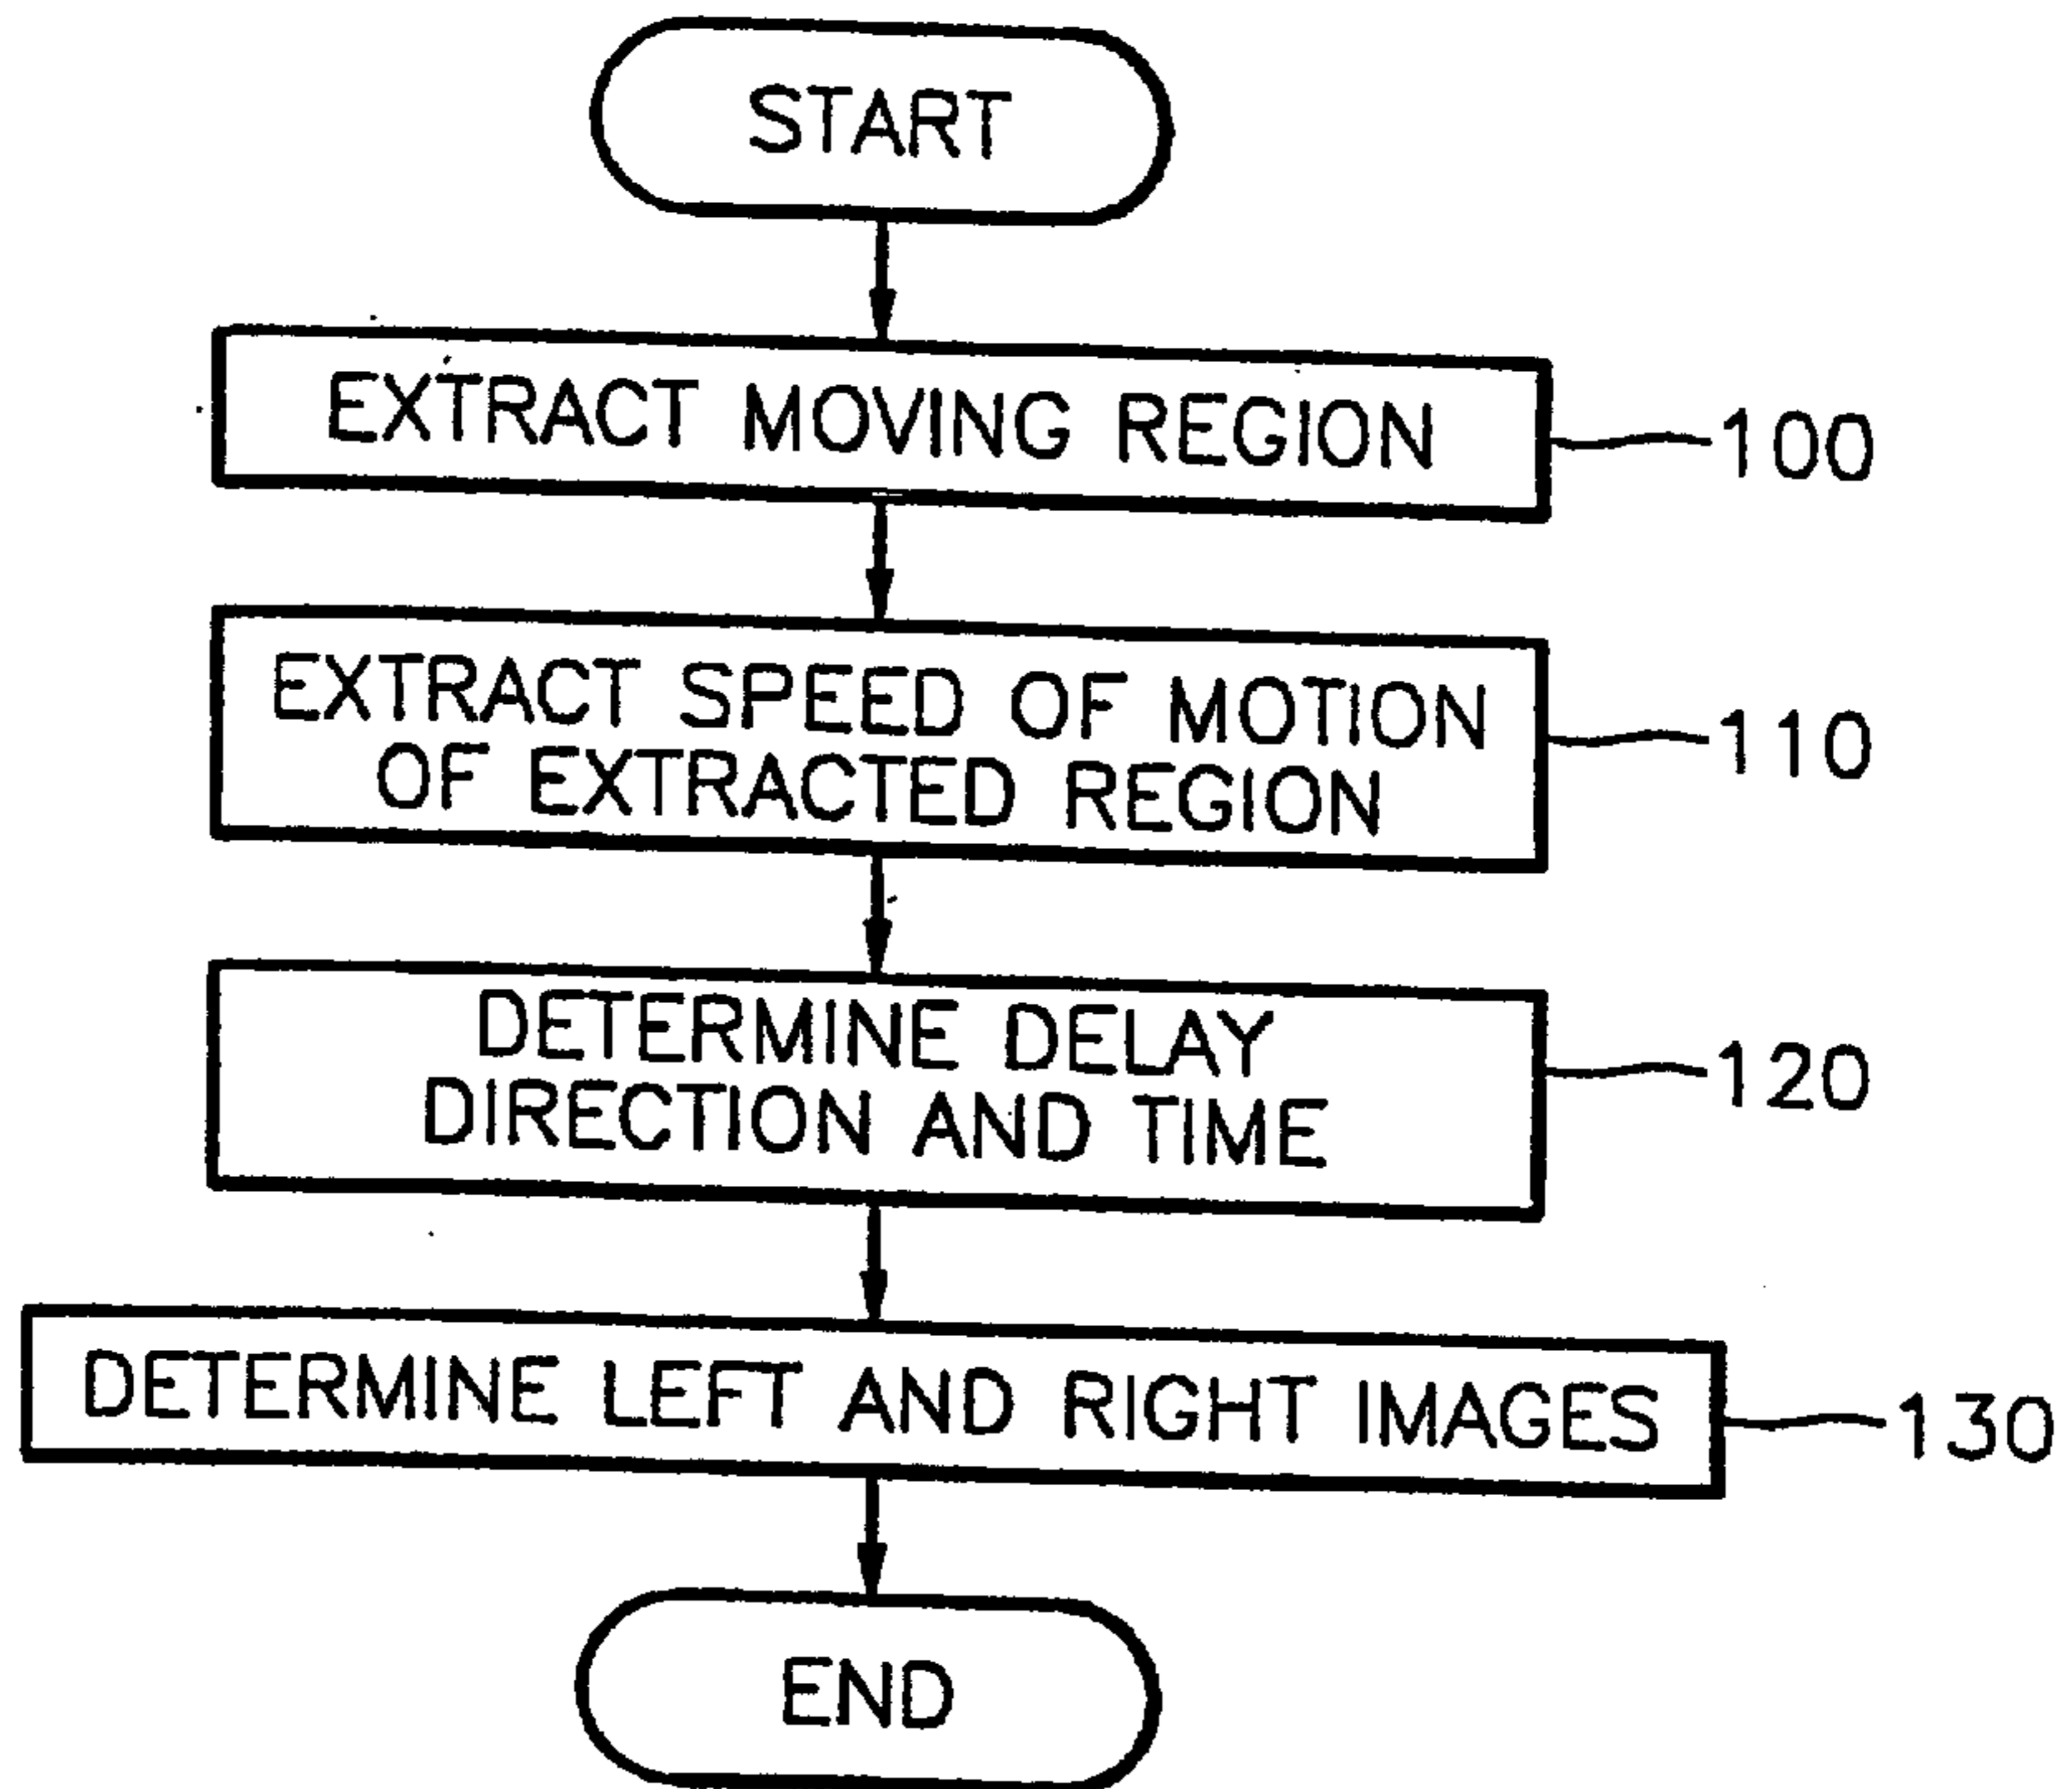 START
EXTRACT MOVING REGION
100
EXTRACT SPEED OF MOTION
OF EXTRACTED REGION
110
DETERMINE DELAY
DIRECTION AND TIME
120
DETERMINE LEFT AND RIGHT IMAGES
130
END